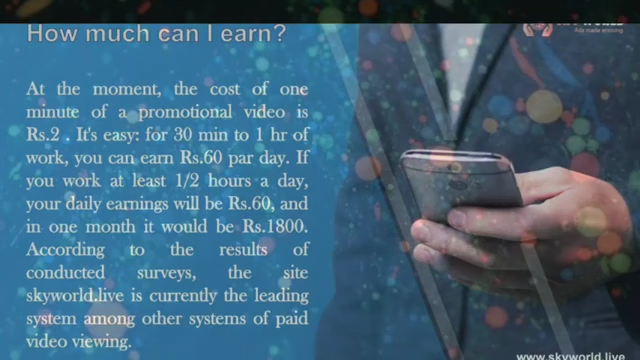 How much can I earn?
At the moment, the cost of one
minute of a promotional video is
Rs.2 . It's easy: for 30 min to 1 hr of
work, you can earn Rs.60 par day. If
you work at least 1/2 hours a day,
your daily earnings will be Rs.60, and
in one month it would be Rs.1800.
According to the results of
conducted surveys, the site
skyworld.live is currently the leading
system among other systems of paid
video viewing.
www.skyworld.live